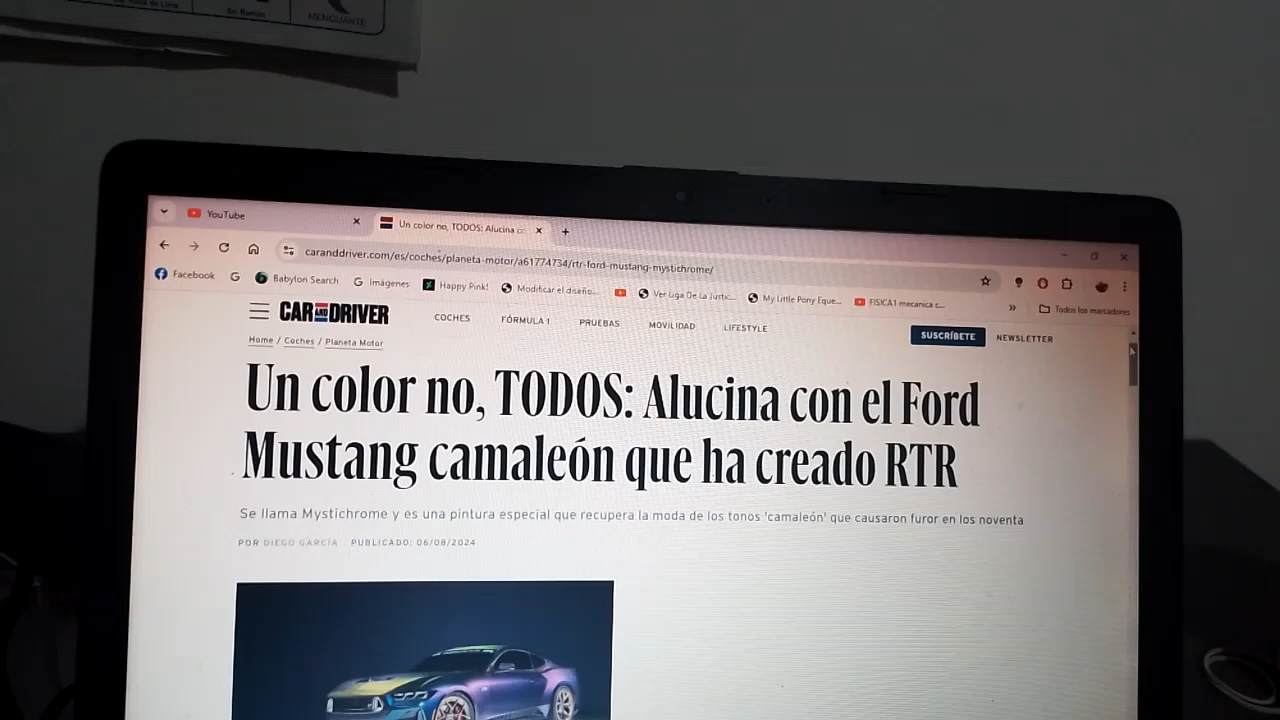 Sn. Ramón
MENGUANTE
YouTube
Un color no, TODOS: Alucina co
caranddriver.com/es/coches/planeta-motor/a61774734/rtr-ford-mustang-mystichrome/
Facebook
Babylon Search
Imágenes
Happy Pink!
Modificar el diseño...
Ver Liga De La Justic...
My Little Pony Eque...
FISICA1 mecanica c...
»
Todos los marcadores
CAR AND DRIVER
COCHES
FÓRMULA 1
PRUEBAS
MOVILIDAD
LIFESTYLE
SUSCRÍBETE
NEWSLETTER
Home / Coches / Planeta Motor
Un color no, TODOS: Alucina con el Ford
Mustang camaleón que ha creado RTR
Se llama Mystichrome y es una pintura especial que recupera la moda de los tonos 'camaleón' que causaron furor en los noventa
POR DIEGO GARCÍA PUBLICADO: 06/08/2024